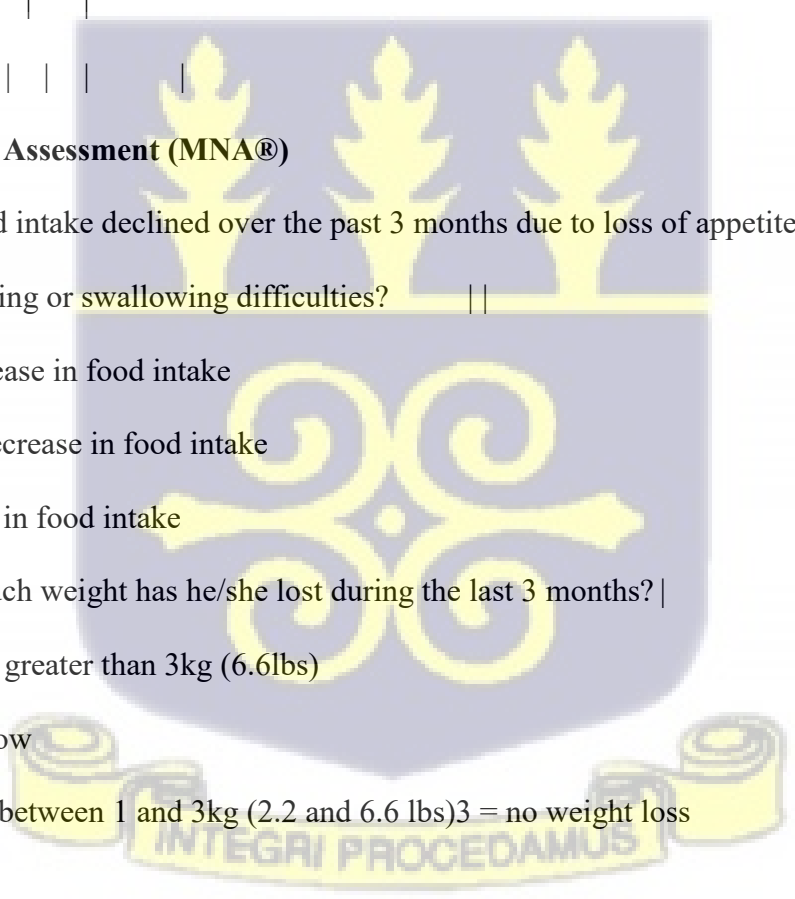 | |
| | | |
Assessment (MNA®)
d intake declined over the past 3 months due to loss of appetite
ing or swallowing difficulties? | |
ease in food intake
ecrease in food intake
in food intake
uch weight has he/she lost during the last 3 months? |
greater than 3kg (6.6lbs)
ow
between 1 and 3kg (2.2 and 6.6 lbs)3 = no weight loss
INTEGRI PROCEDAMUS